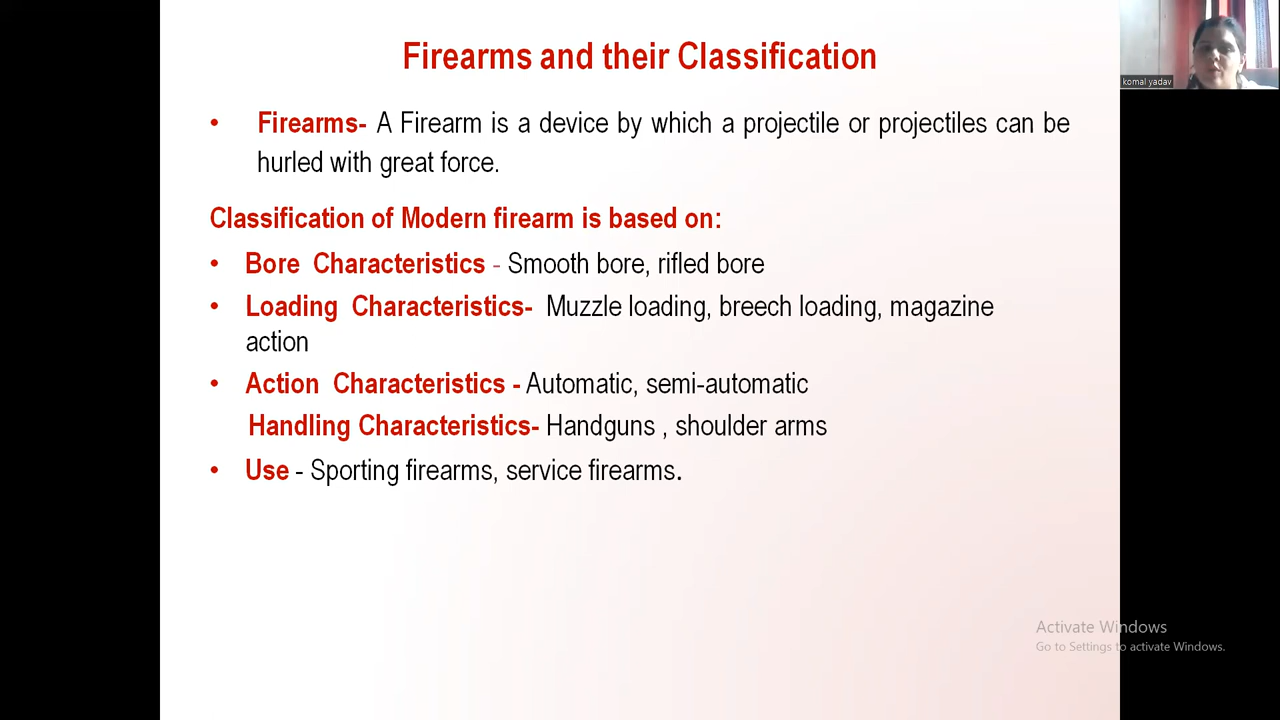 Firearms and their Classification
komal yadav
• Firearms- A Firearm is a device by which a projectile or projectiles can be
hurled with great force.
Classification of Modern firearm is based on:
• Bore Characteristics - Smooth bore, rifled bore
• Loading Characteristics- Muzzle loading, breech loading, magazine
action
• Action Characteristics - Automatic, semi-automatic
Handling Characteristics- Handguns , shoulder arms
• Use - Sporting firearms, service firearms.
Activate Windows
Go to Settings to activate Windows.